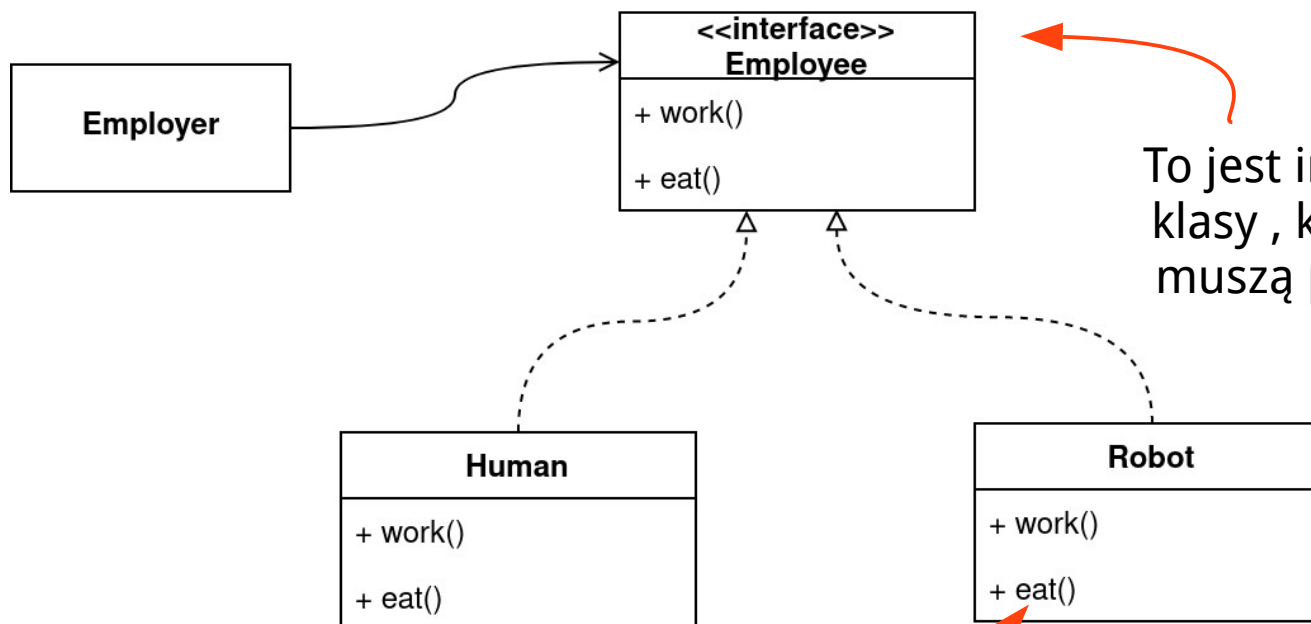 <<interface>>
Employee
+ work()
+ eat()
Employer
To jest
klasy ,
muszą
Human
+ work()
+ eat()
Robot
+ work()
+ eat()